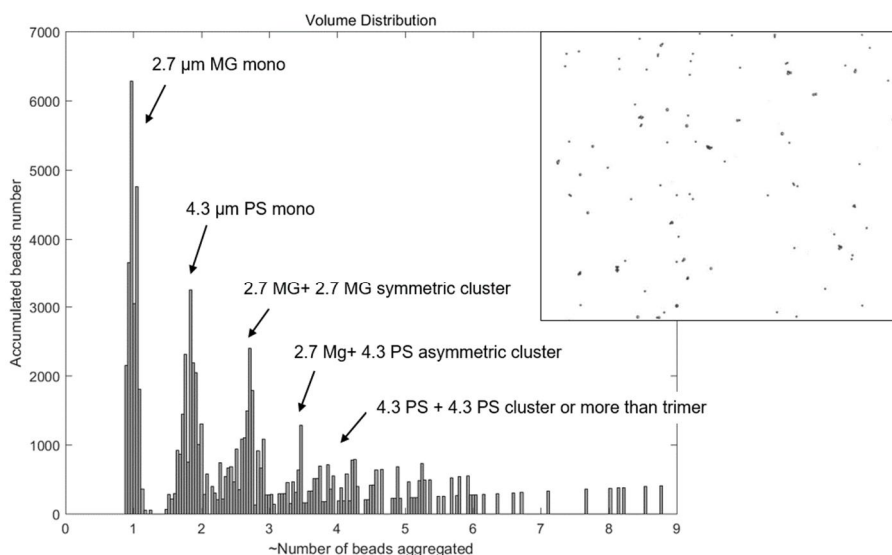 Volume Distribution
7000
6000
5000
4000
3000
2000
1000
0
Accumulated beads number
2.7 µm MG mono
4.3 µm PS mono
2.7 MG+ 2.7 MG symmetric cluster
2.7 Mg+ 4.3 PS asymmetric cluster
4.3 PS + 4.3 PS cluster or more than trimer
0 1 2 3 4 5 6 7 8 9
~Number of beads aggregated